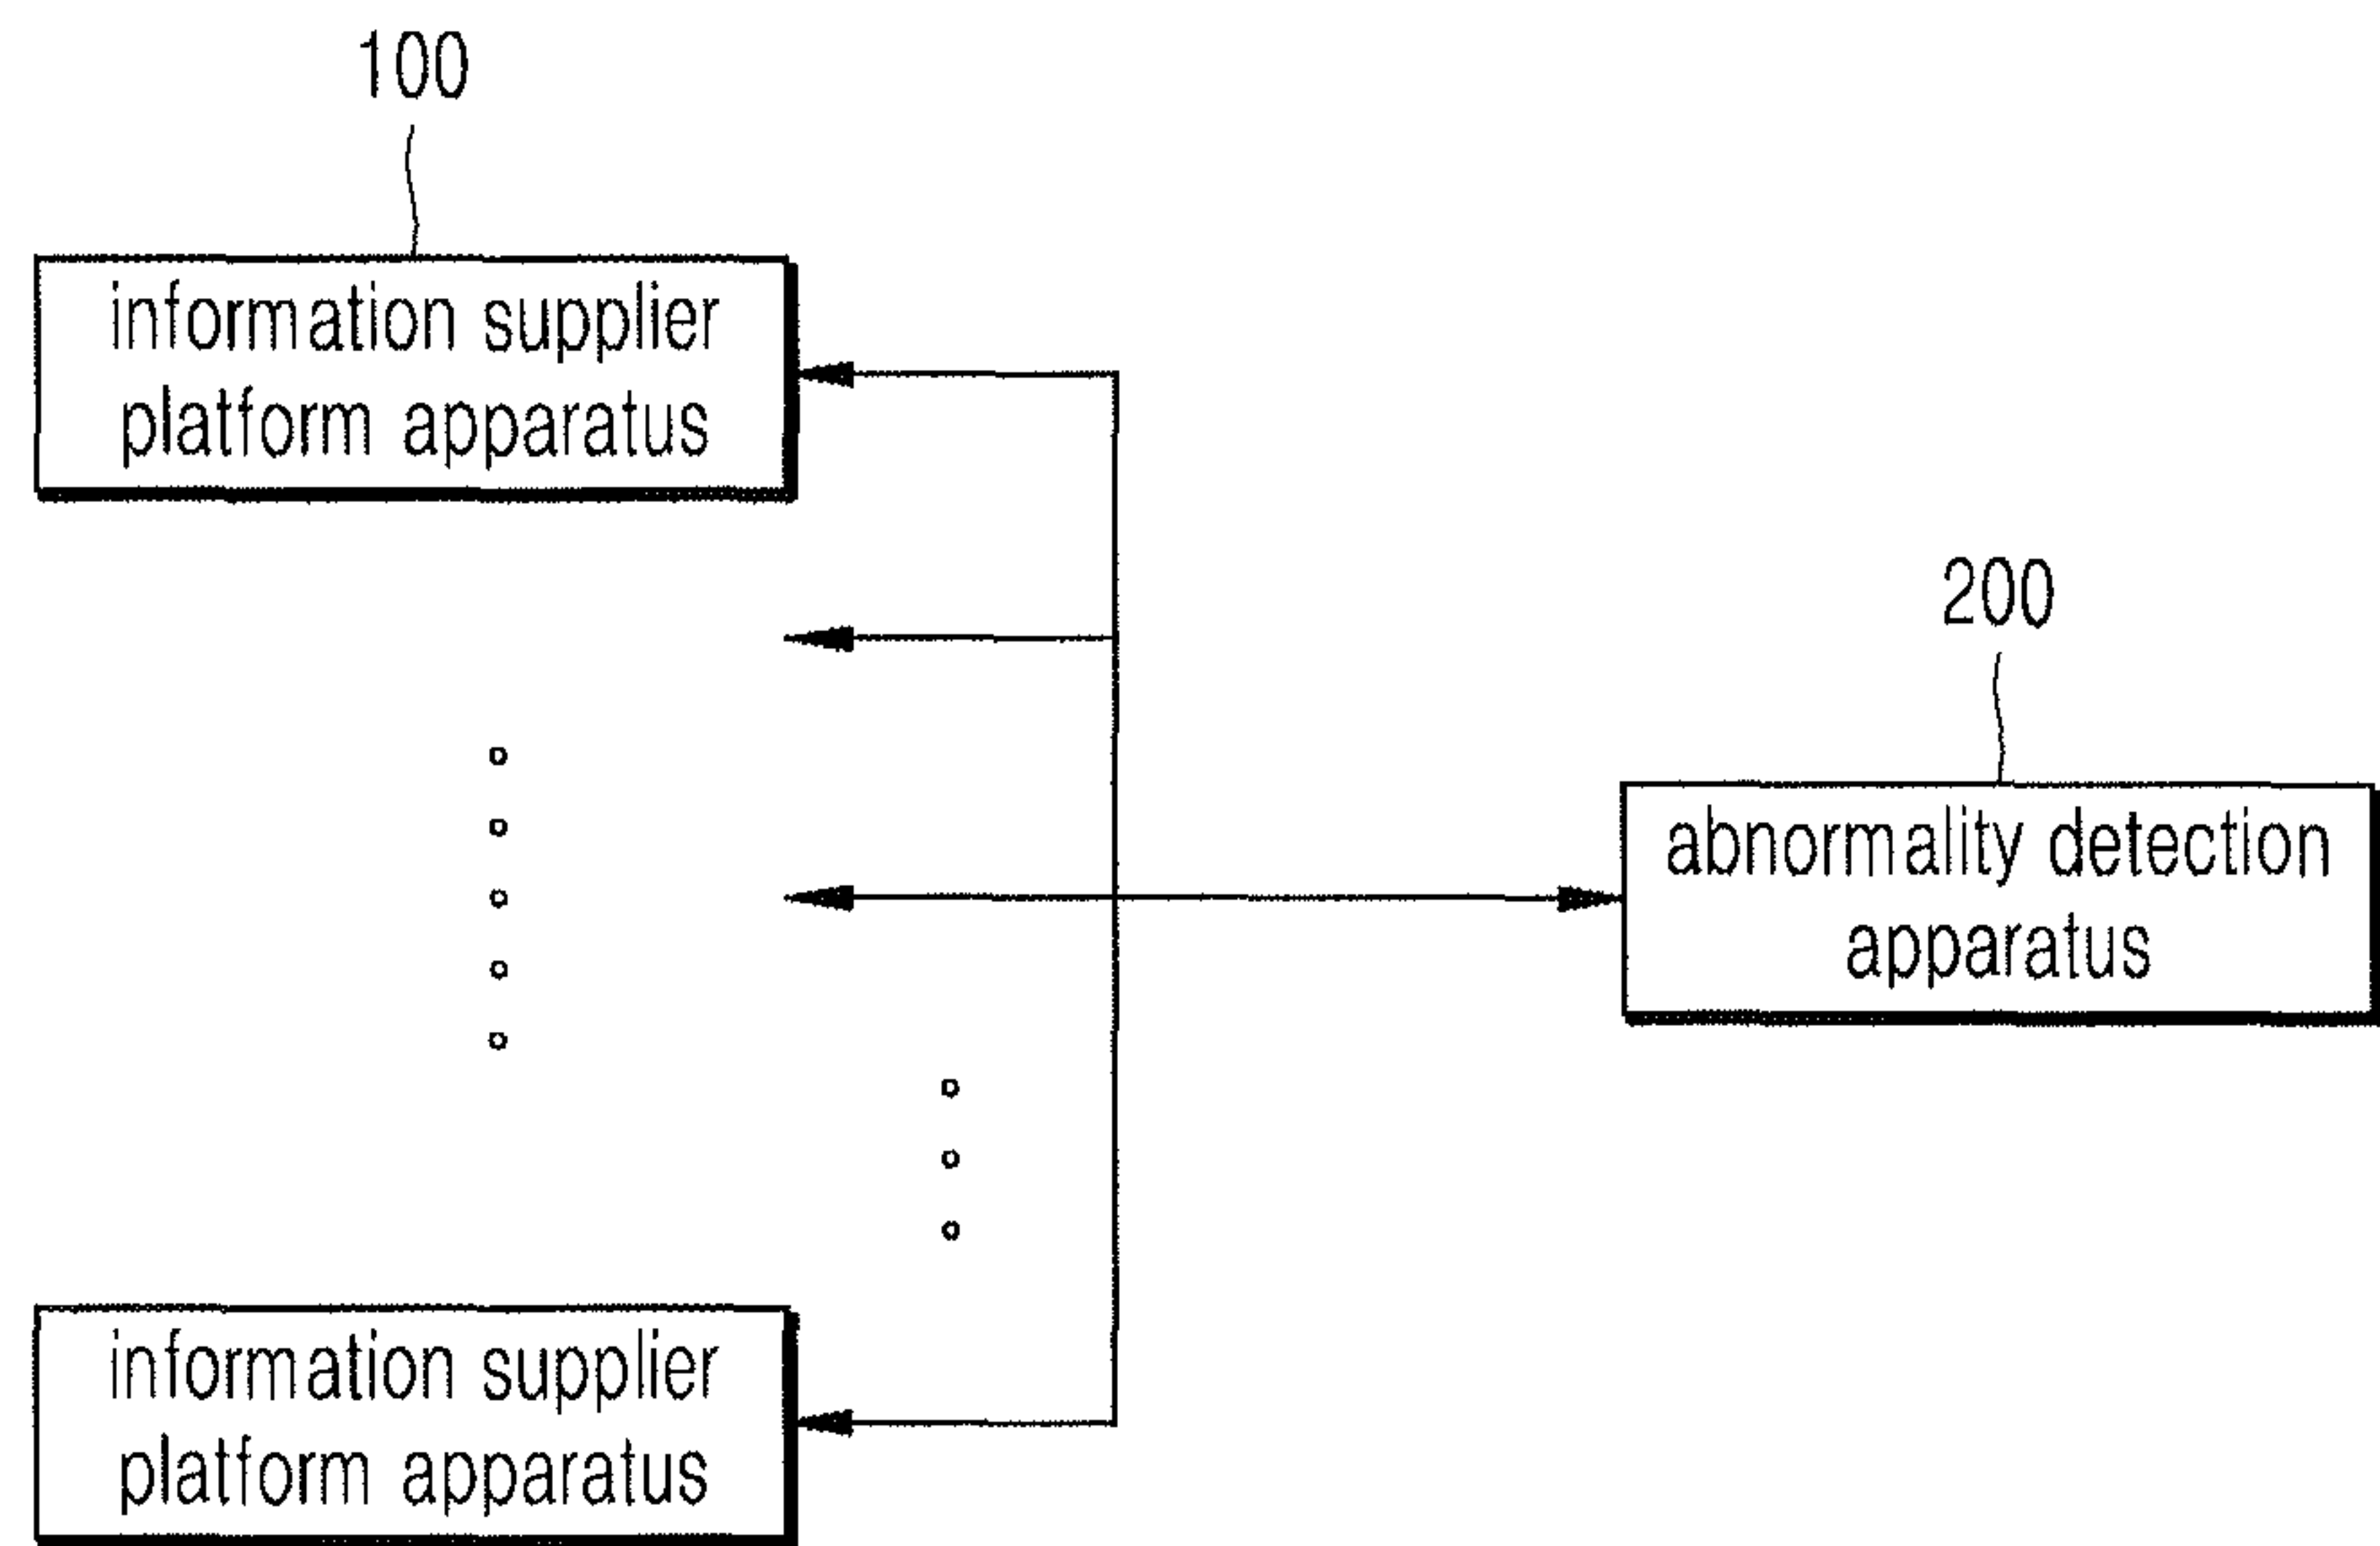 100
information supplier
platform apparatus
200
abnormality detection
apparatus
information supplier
platform apparatus